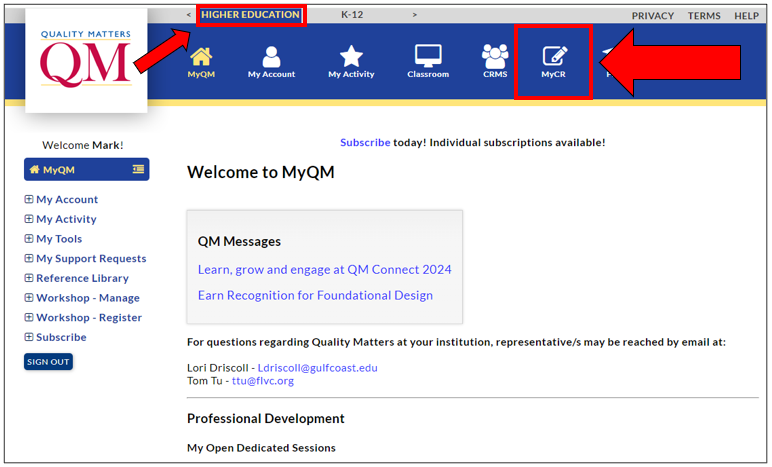 < HIGHER EDUCATION K-12 > PRIVACY TERMS HELP
QUALITY MATTERS
QM
MyQM My Account My Activity Classroom CRMS MyCR
Welcome Mark!
MyQM
My Account
My Activity
My Tools
My Support Requests
Reference Library
Workshop - Manage
Workshop - Register
Subscribe
SIGN OUT
Subscribe today! Individual subscriptions available!
Welcome to MyQM
QM Messages
Learn, grow and engage at QM Connect 2024
Earn Recognition for Foundational Design
For questions regarding Quality Matters at your institution, representative/s may be reached by email at:
Lori Driscoll - Ldriscoll@gulfcoast.edu
Tom Tu - ttu@flvc.org
Professional Development
My Open Dedicated Sessions